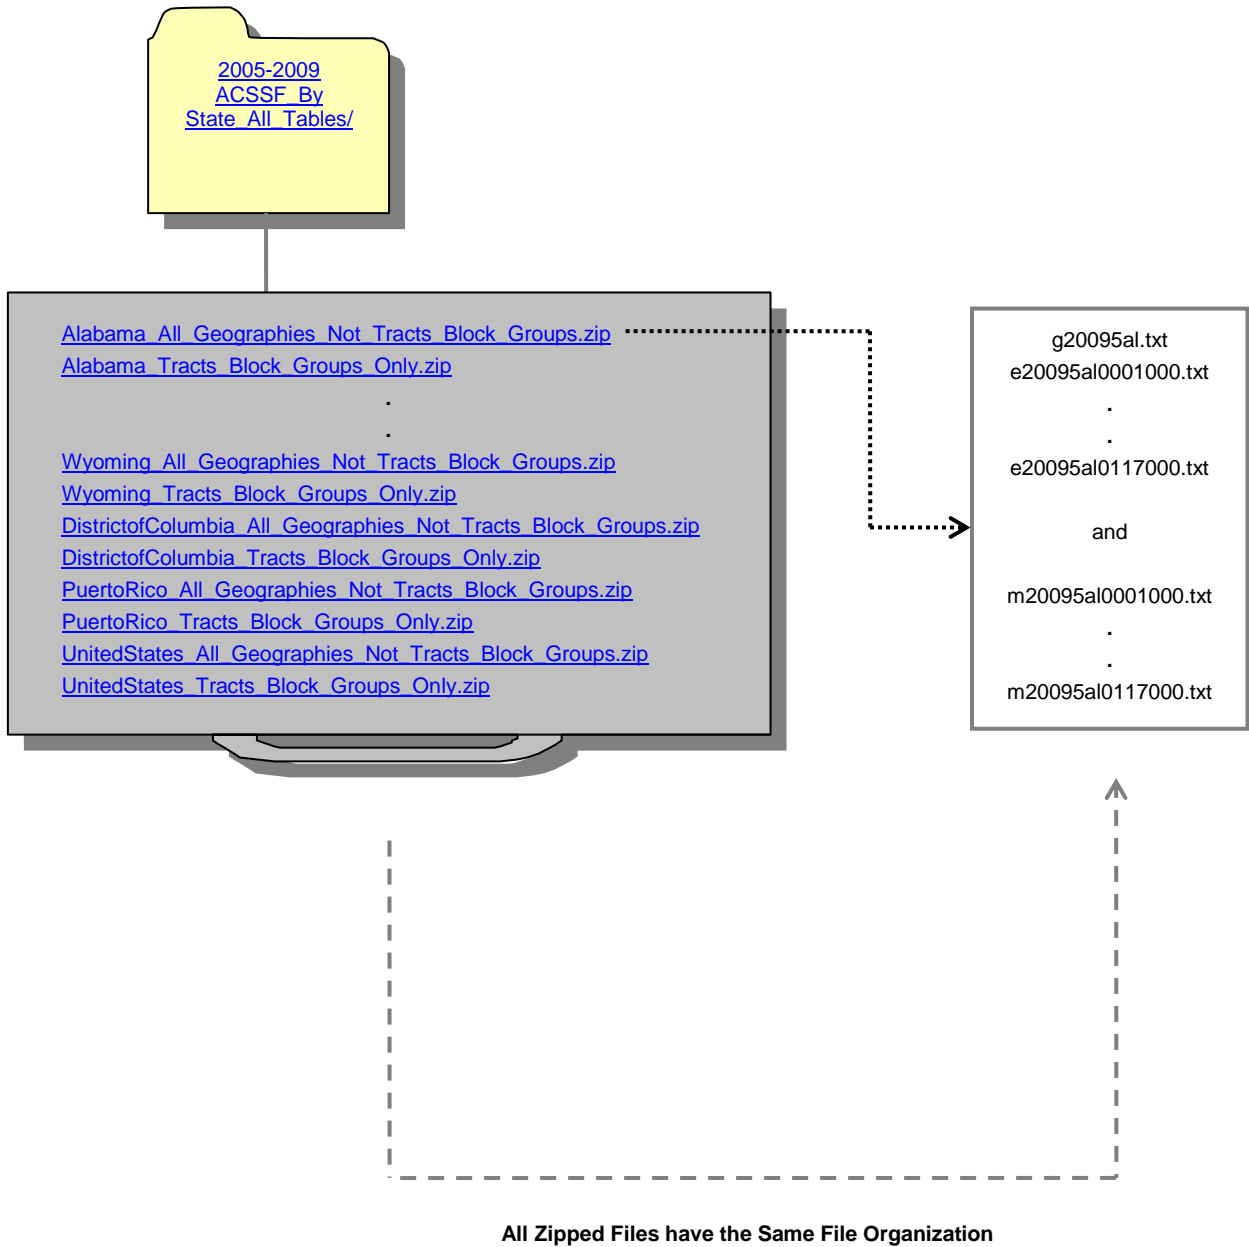 2005-2009
ACSSF_By
State_All_Tables/
Alabama_All_Geographies_Not_Tracts_Block_Groups.zip
Alabama_Tracts_Block_Groups_Only.zip
.
.
Wyoming_All_Geographies_Not_Tracts_Block_Groups.zip
Wyoming_Tracts_Block_Groups_Only.zip
DistrictofColumbia_All_Geographies_Not_Tracts_Block_Groups.zip
DistrictofColumbia_Tracts_Block_Groups_Only.zip
PuertoRico_All_Geographies_Not_Tracts_Block_Groups.zip
PuertoRico_Tracts_Block_Groups_Only.zip
UnitedStates_All_Geographies_Not_Tracts_Block_Groups.zip
UnitedStates_Tracts_Block_Groups_Only.zip
g20095al.txt
e20095al0001000.txt
.
.
e20095al0117000.txt
and
m20095al0001000.txt
.
.
m20095al0117000.txt
All Zipped Files have the Same File Organization